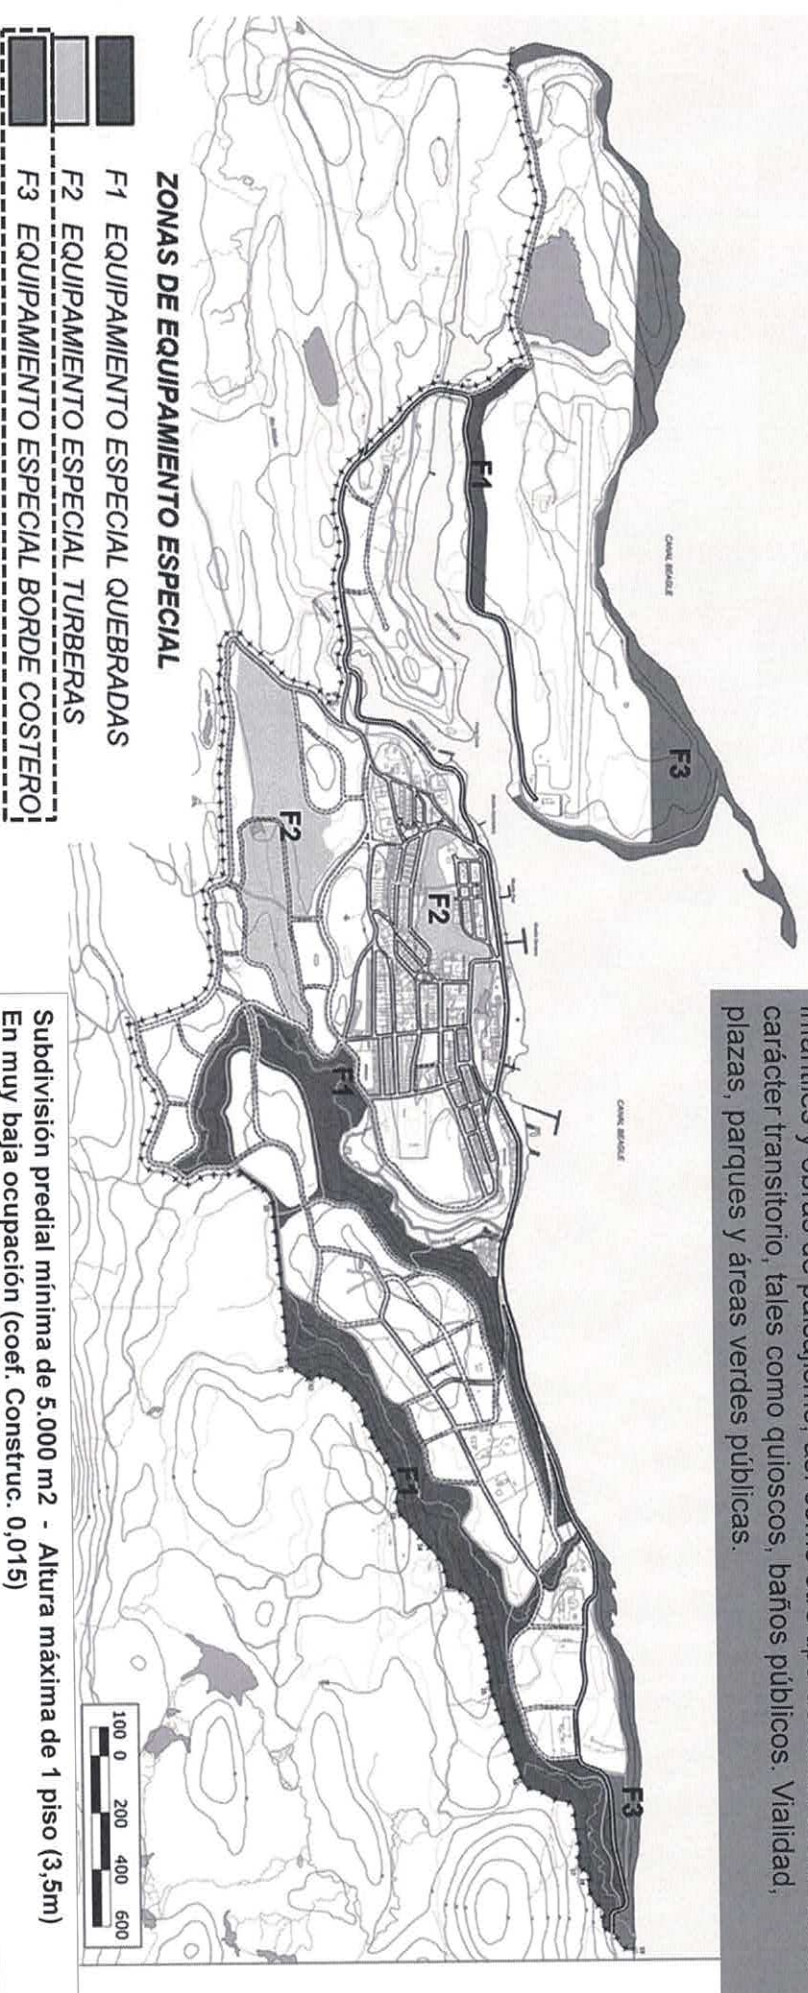 carácter transitorio, tales como quioscos, baños públicos. Vialidad,
plazas, parques y áreas verdes públicas.
CANAL BEAGLE
CANAL BEAGLE
F1
F3
F2
F2
F1
F1
F3
ZONAS DE EQUIPAMIENTO ESPECIAL
F1 EQUIPAMIENTO ESPECIAL QUEBRADAS
F2 EQUIPAMIENTO ESPECIAL TURBERAS
F3 EQUIPAMIENTO ESPECIAL BORDE COSTERO
100 0 200 400 600
Subdivisión predial mínima de 5.000 m2 - Altura máxima de 1 piso (3,5m)
En muy baja ocupación (coef. Construc. 0,015)